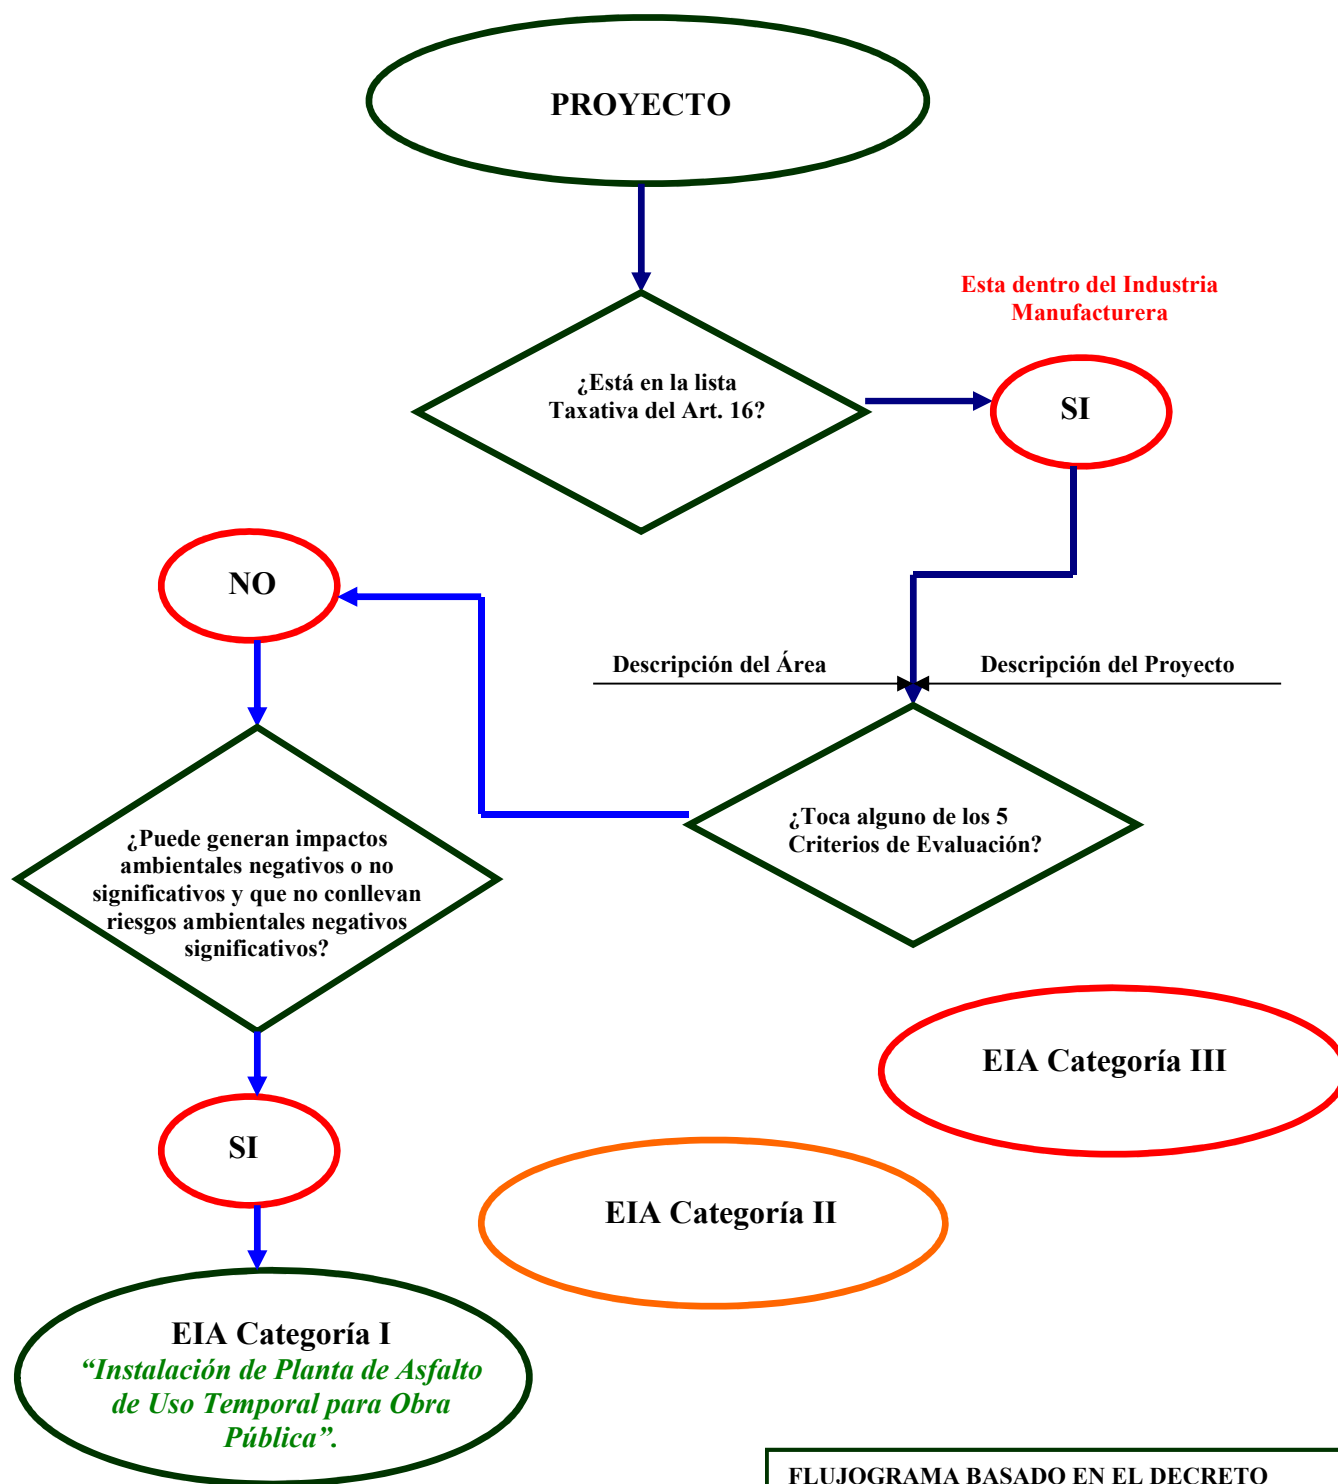 PROYECTO
Esta dentro del Industria
Manufacturera
¿Está en la lista
Taxativa del Art. 16?
SI
NO
Descripción del Área
Descripción del Proyecto
¿Toca alguno de los 5
Criterios de Evaluación?
¿Puede generan impactos
ambientales negativos o no
significativos y que no conllevan
riesgos ambientales negativos
significativos?
EIA Categoría III
SI
EIA Categoría II
EIA Categoría I
“Instalación de Planta de Asfalto
de Uso Temporal para Obra
Pública”.
FLUJOGRAMA BASADO EN EL DECRETO